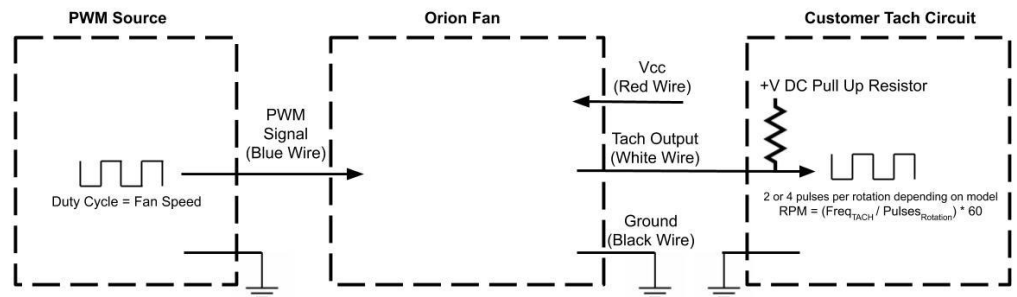 PWM Source
Orion Fan
Customer Tach Circuit
Vcc
(Red Wire)
+V DC Pull Up Resistor
PWM
Signal
(Blue Wire)
Tach Output
(White Wire)
Duty Cycle = Fan Speed
2 or 4 pulses per rotation depending on model
RPM = (FreqTACH / PulsesRotation) * 60
Ground
(Black Wire)